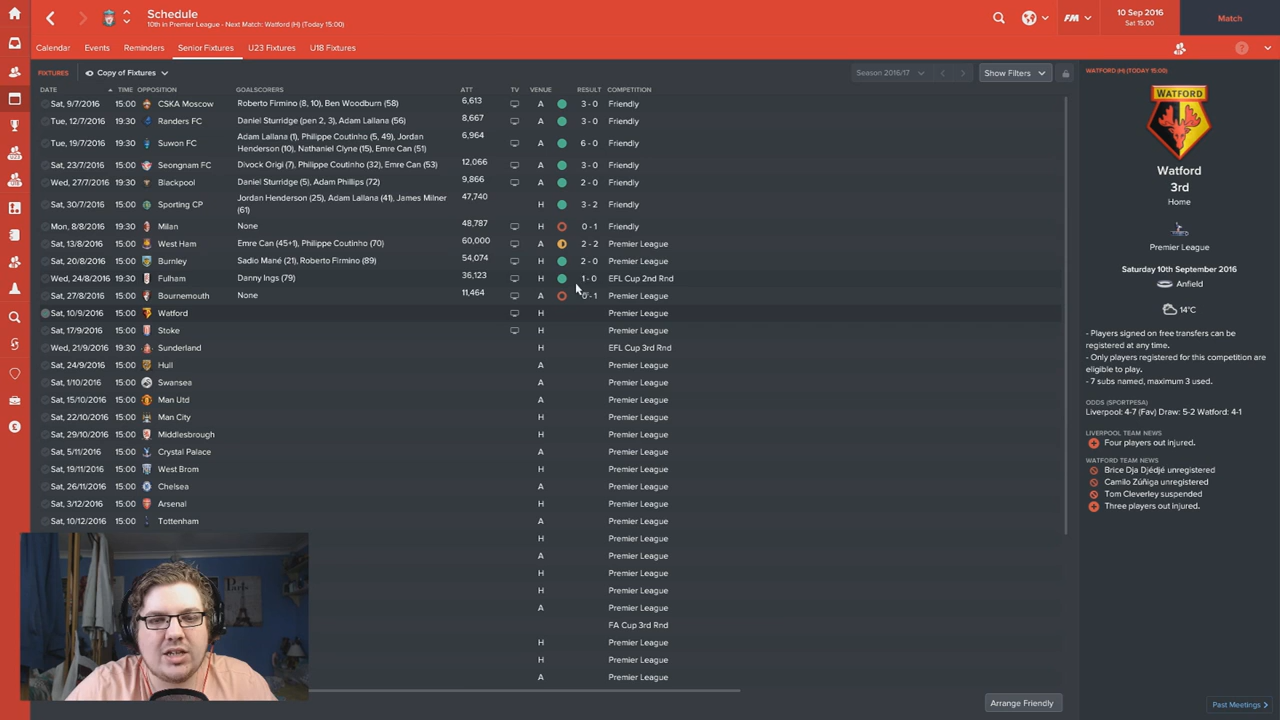 Schedule
10th in Premier League - Next Match: Watford (H) (Today 15:00)
FM
10 Sep 2016
Sat 15:00
Match
Calendar Events Reminders Senior Fixtures U23 Fixtures U18 Fixtures
FIXTURES Copy of Fixtures Season 2016/17 Show Filters
DATE TIME OPPOSITION GOALSCORERS ATT TV VENUE RESULT COMPETITION
Sat, 9/7/2016 15:00 CSKA Moscow Roberto Firmino (8, 10), Ben Woodburn (58) 6,613 A 3 - 0 Friendly
Tue, 12/7/2016 19:30 Randers FC Daniel Sturridge (pen 2, 3), Adam Lallana (56) 8,667 A 3 - 0 Friendly
Tue, 19/7/2016 19:30 Suwon FC Adam Lallana (1), Philippe Coutinho (5, 49), Jordan Henderson (10), Nathaniel Clyne (15), Emre Can (51) 6,964 A 6 - 0 Friendly
Sat, 23/7/2016 15:00 Seongnam FC Divock Origi (7), Philippe Coutinho (32), Emre Can (53) 12,066 A 3 - 0 Friendly
Wed, 27/7/2016 19:30 Blackpool Daniel Sturridge (5), Adam Phillips (72) 9,866 A 2 - 0 Friendly
Sat, 30/7/2016 15:00 Sporting CP Jordan Henderson (25), Adam Lallana (41), James Milner (61) 47,740 H 3 - 2 Friendly
Mon, 8/8/2016 19:30 Milan None 48,787 H 0 - 1 Friendly
Sat, 13/8/2016 15:00 West Ham Emre Can (45+1), Philippe Coutinho (70) 60,000 A 2 - 2 Premier League
Sat, 20/8/2016 15:00 Burnley Sadio Mané (21), Roberto Firmino (89) 54,074 H 2 - 0 Premier League
Wed, 24/8/2016 19:30 Fulham Danny Ings (79) 36,123 H 1 - 0 EFL Cup 2nd Rnd
Sat, 27/8/2016 15:00 Bournemouth None 11,464 A 0 - 1 Premier League
Sat, 10/9/2016 15:00 Watford H Premier League
Sat, 17/9/2016 15:00 Stoke H Premier League
Wed, 21/9/2016 19:30 Sunderland H EFL Cup 3rd Rnd
Sat, 24/9/2016 15:00 Hull A Premier League
Sat, 1/10/2016 15:00 Swansea A Premier League
Sat, 15/10/2016 15:00 Man Utd A Premier League
Sat, 22/10/2016 15:00 Man City H Premier League
Sat, 29/10/2016 15:00 Middlesbrough H Premier League
Sat, 5/11/2016 15:00 Crystal Palace A Premier League
Sat, 19/11/2016 15:00 West Brom H Premier League
Sat, 26/11/2016 15:00 Chelsea A Premier League
Sat, 3/12/2016 15:00 Arsenal H Premier League
Sat, 10/12/2016 15:00 Tottenham A Premier League
H Premier League
A Premier League
H Premier League
H Premier League
A Premier League
FA Cup 3rd Rnd
H Premier League
H Premier League
A Premier League
Arrange Friendly
WATFORD (H) (TODAY 15:00)
WATFORD
Watford
3rd
Home
Premier League
Saturday 10th September 2016
Anfield
14°C
- Players signed on free transfers can be
registered at any time.
- Only players registered for this competition are
eligible to play.
- 7 subs named, maximum 3 used.
ODDS (SPORTPESA)
Liverpool: 4-7 (Fav) Draw: 5-2 Watford: 4-1
LIVERPOOL TEAM NEWS
Four players out injured.
WATFORD TEAM NEWS
Brice Dja Djédjé unregistered
Camilo Zúñiga unregistered
Tom Cleverley suspended
Three players out injured.
Past Meetings